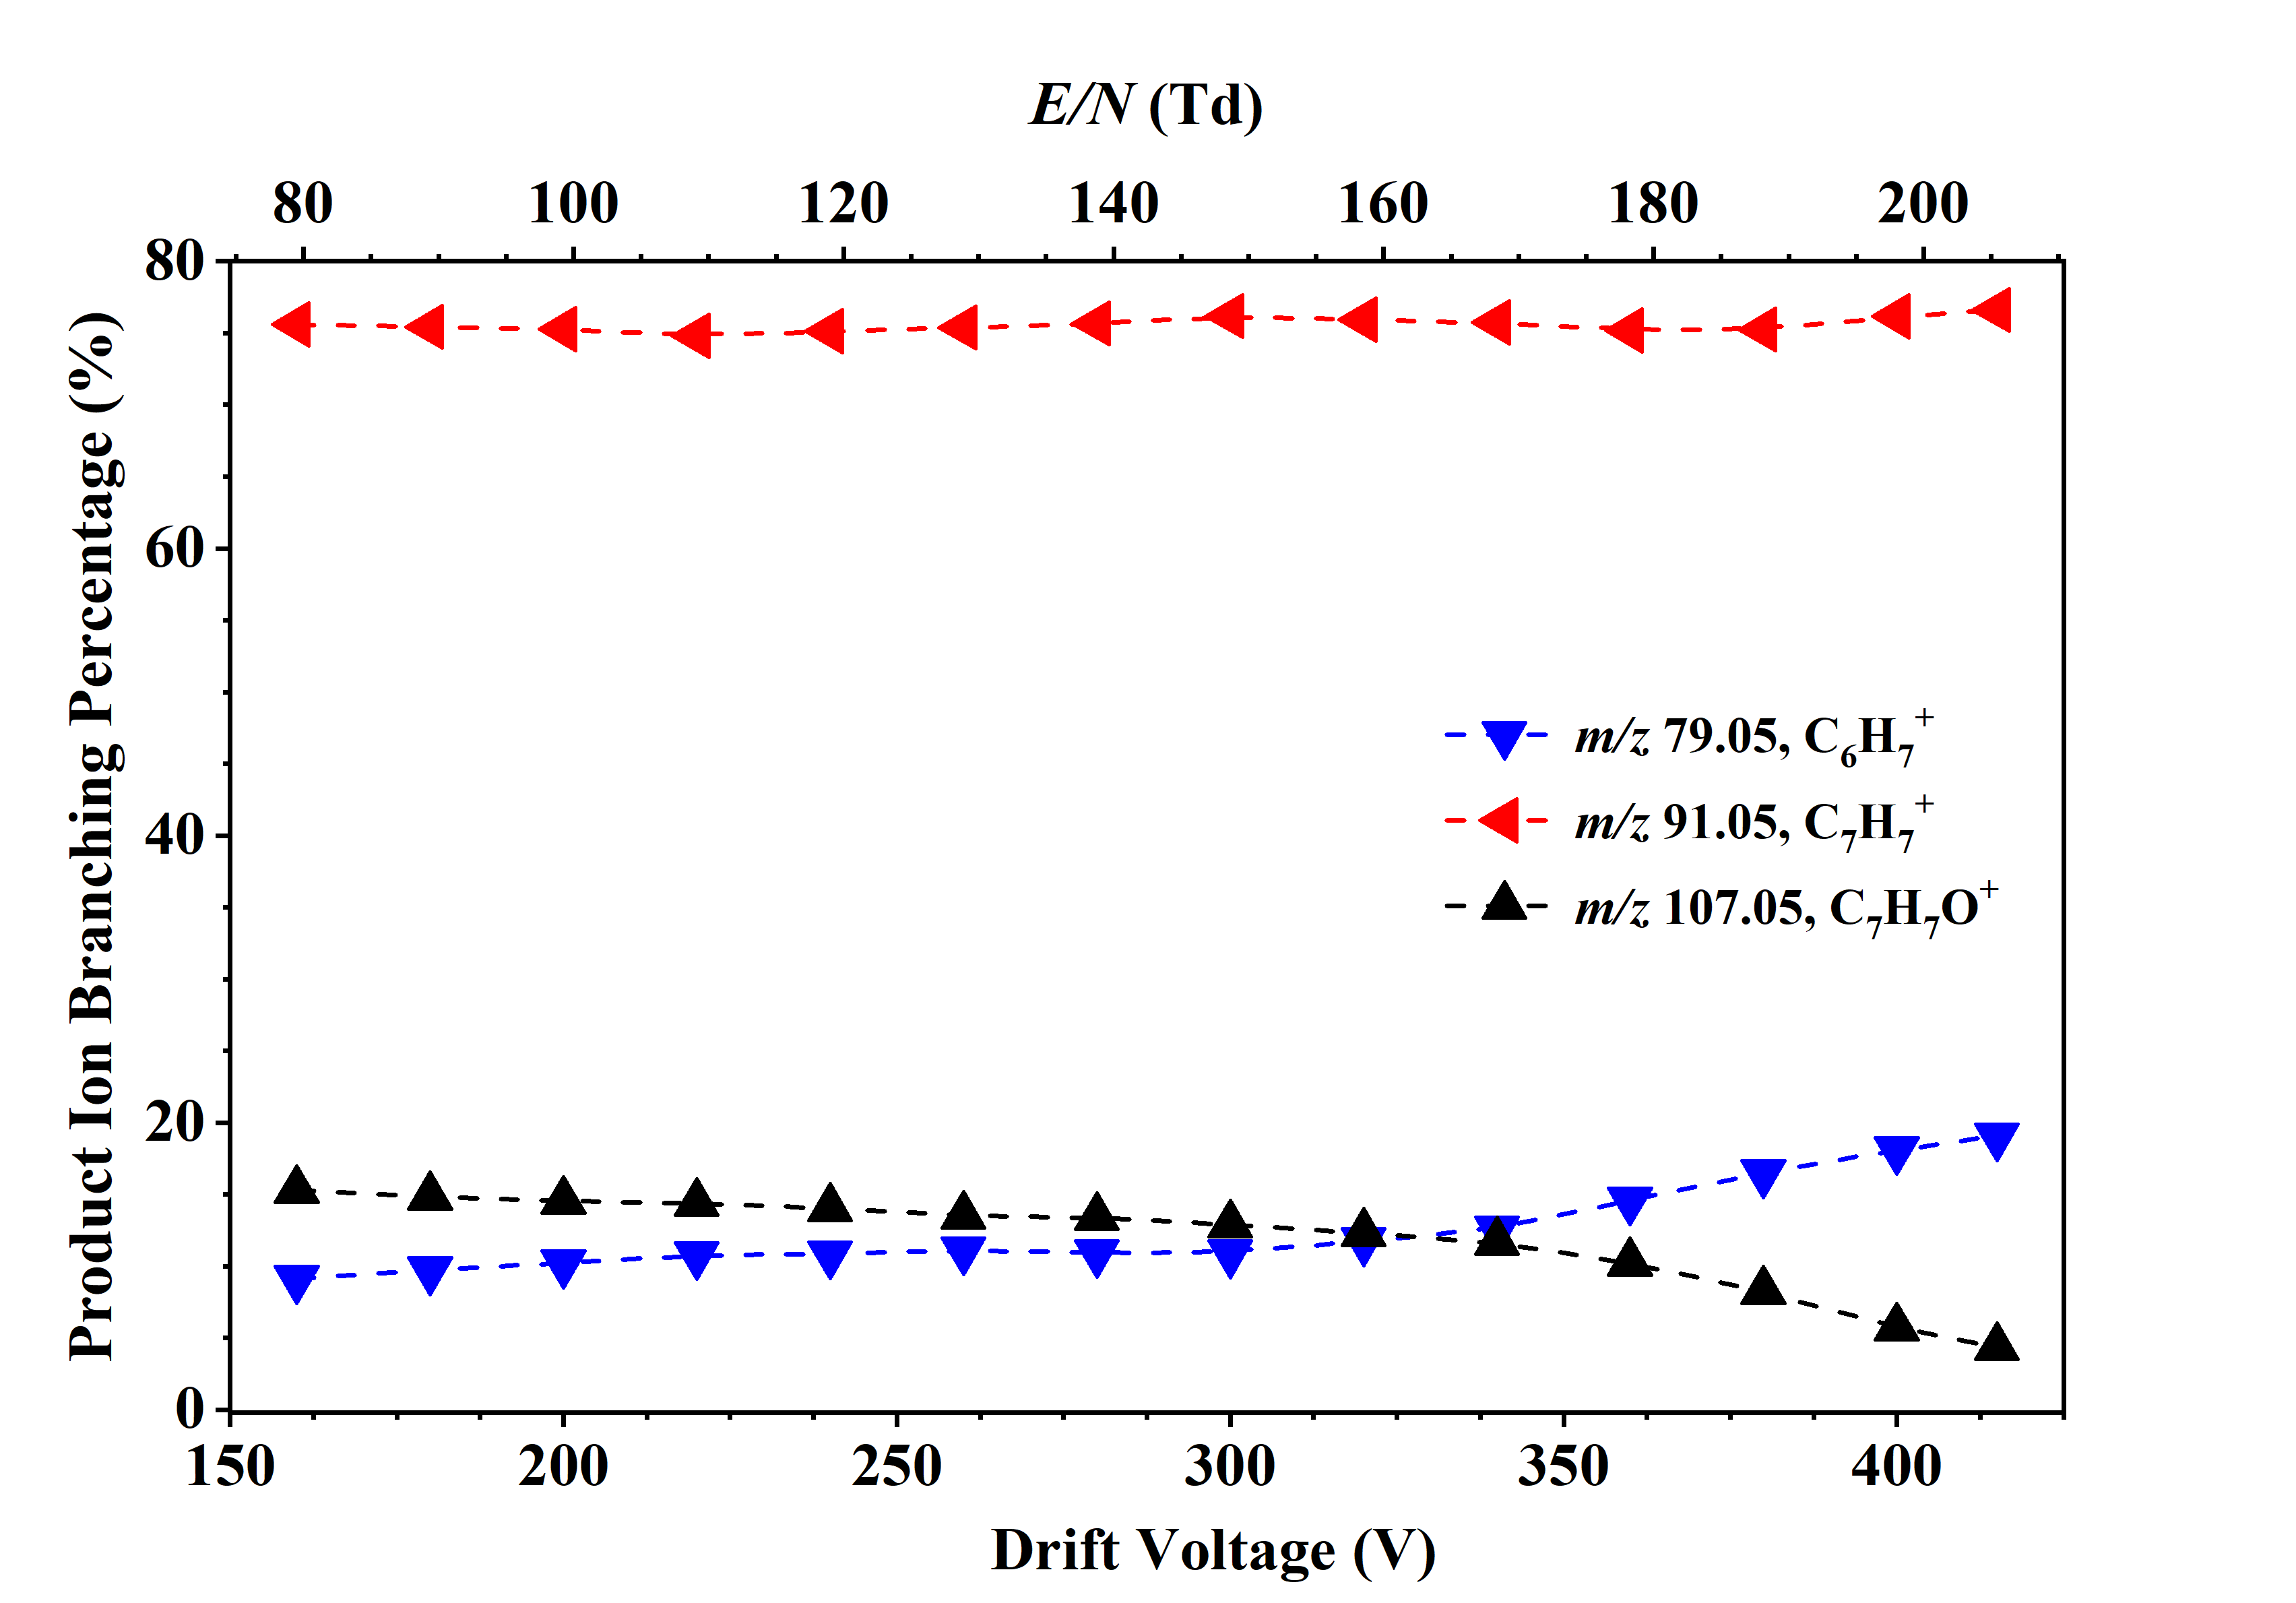 E/N (Td)
80 100 120 140 160 180 200
Product Ion Branching Percentage (%)
80
60
40
20
0
m/z 79.05, C₆H₇⁺
m/z 91.05, C₇H₇⁺
m/z 107.05, C₇H₇O⁺
150 200 250 300 350 400
Drift Voltage (V)